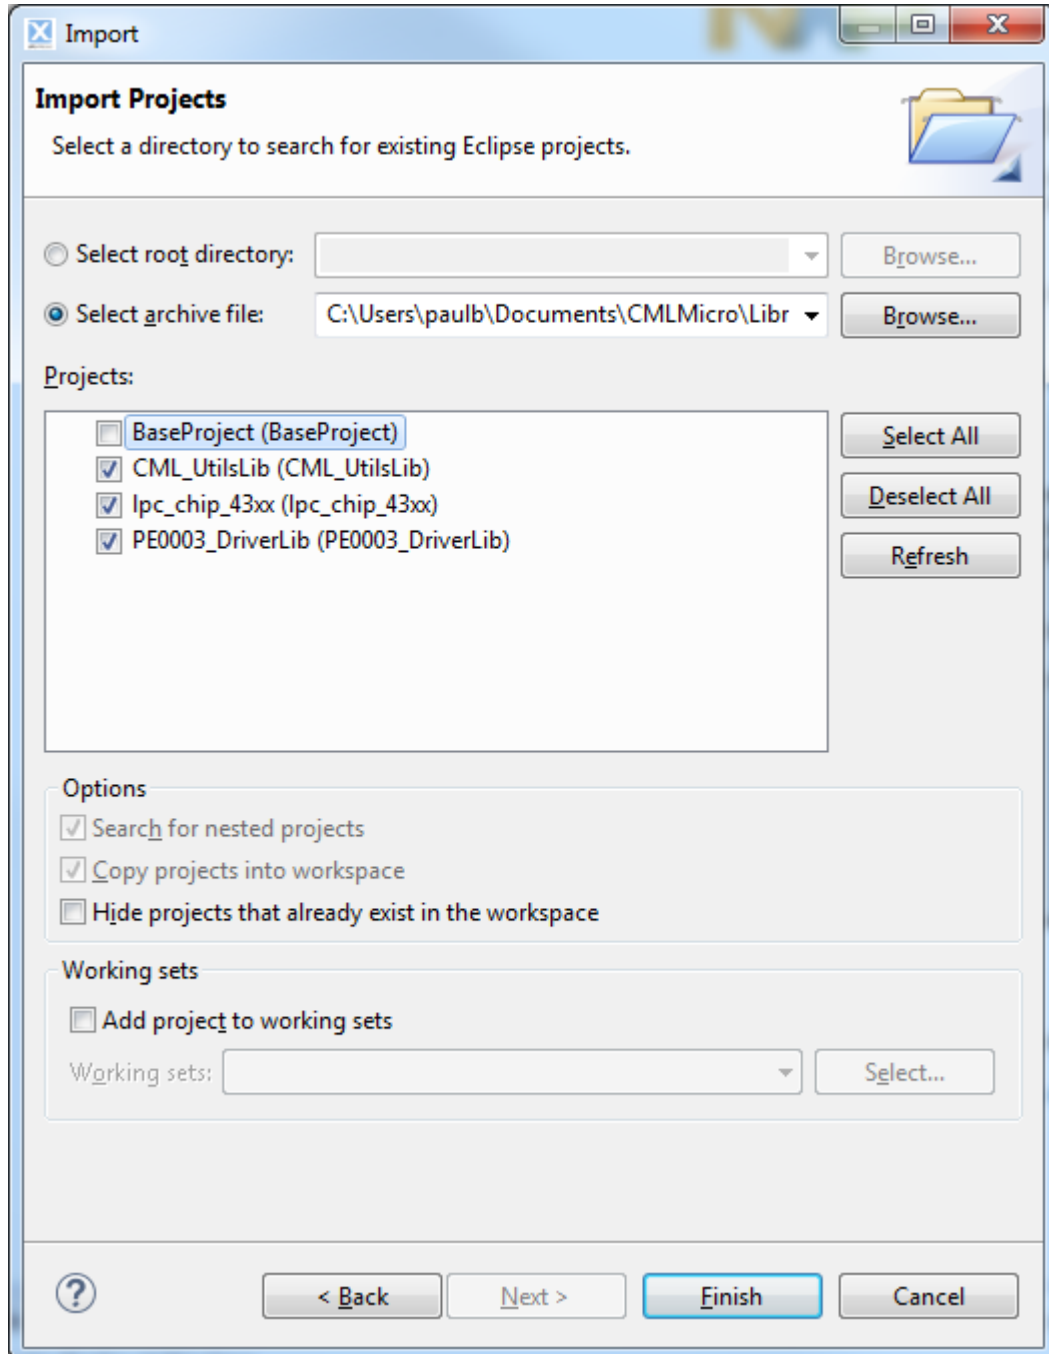 Import
Import Projects
Select a directory to search for existing Eclipse projects.
Select root directory:
Browse...
Select archive file:
C:\Users\paulb\Documents\CMLMicro\Libr
Browse...
Projects:
BaseProject (BaseProject)
CML_UtilsLib (CML_UtilsLib)
lpc_chip_43xx (lpc_chip_43xx)
PE0003_DriverLib (PE0003_DriverLib)
Select All
Deselect All
Refresh
Options
Search for nested projects
Copy projects into workspace
Hide projects that already exist in the workspace
Working sets
Add project to working sets
Working sets:
Select...
< Back
Next >
Finish
Cancel